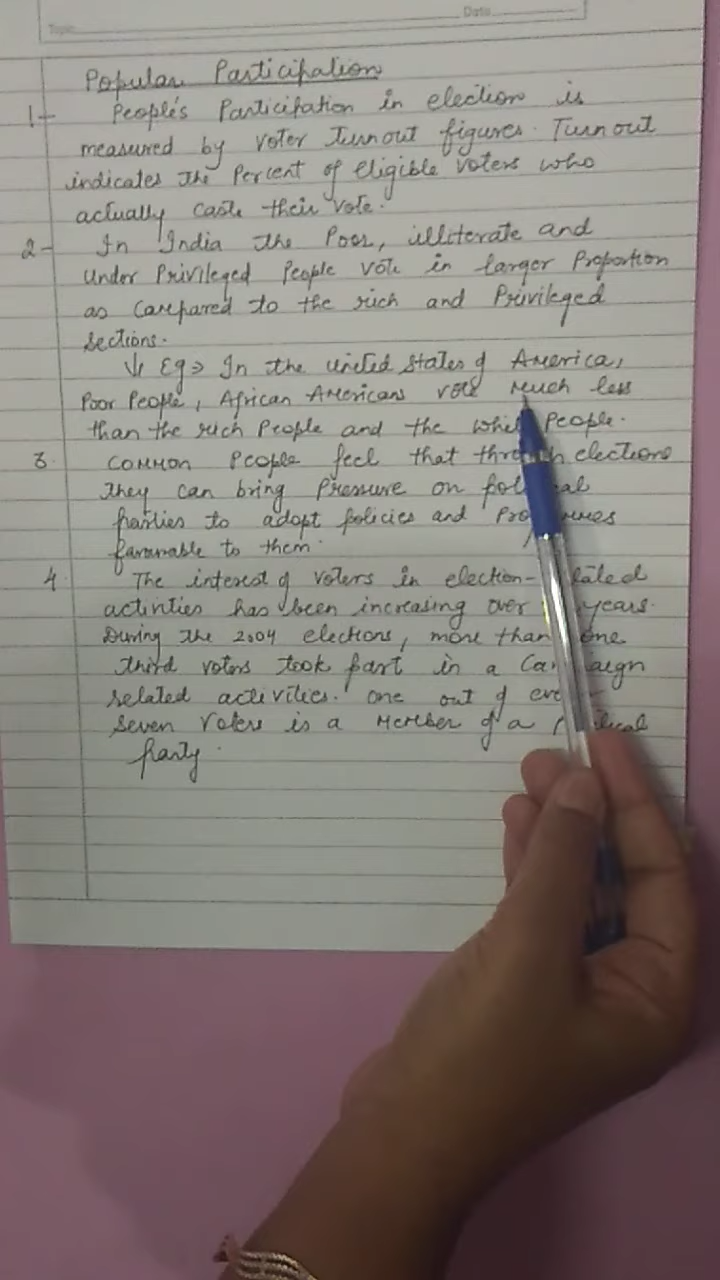 Topic Date
Popular Participation
1- People's Participation in election is
measured by voter Turnout figures. Turnout
indicates the Percent of eligible voters who
actually caste their vote.
2- In India the Poor, illiterate and
Under Privileged People vote in larger Proportion
as compared to the rich and Privileged
sections.
↓ Eg → In the united States of America,
Poor People, African Americans vote much less
than the rich People and the People.
3. Common People feel that elections
they can bring Pressure on
parties to adopt policies and
favourable to them.
4. The interest of voters in election-
activities has been increasing over years.
During the 2004 elections, more than one
third voters took part in a
related activities. one out of
seven voters is a member of a
party.